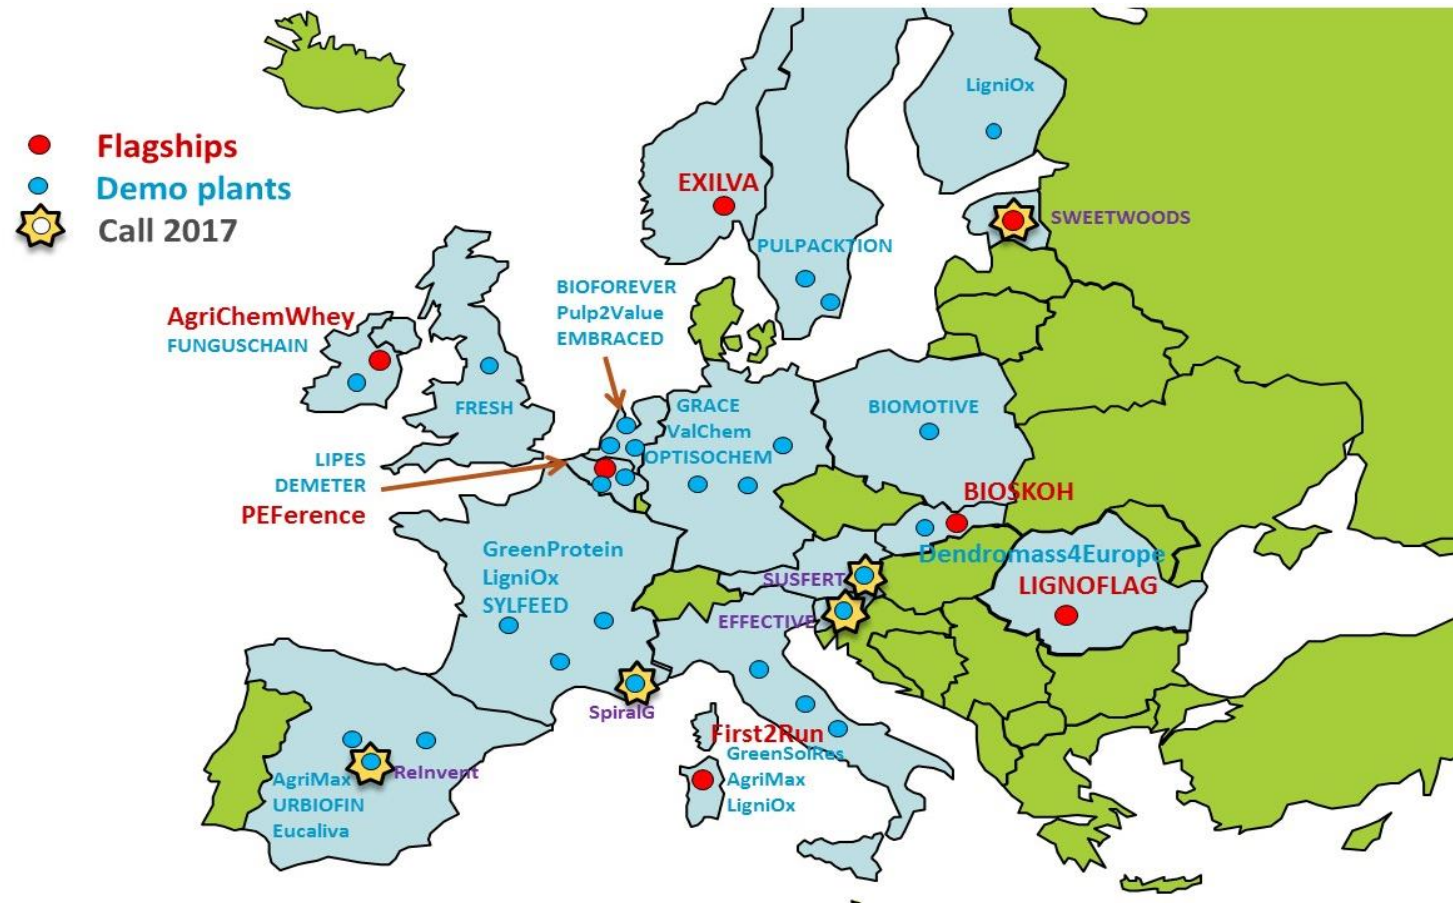 Flagships
Demo plants
Call 2017
LigniOx
EXILVA
SWEETWOODS
PULPACKTION
BIOFOREVER
Pulp2Value
EMBRACED
AgriChemWhey
FUNGUSCHAIN
FRESH
GRACE
ValChem
OPTISOCHEM
BIOMOTIVE
LIPES
DEMETER
PEFerence
BIOSKOH
Dendromass4Europe
LIGNOFLAG
GreenProtein
LigniOx
SYLFEED
SUSFERT
EFFECTIVE
SpiralG
First2Run
GreenSolRes
AgriMax
LigniOx
ReInvent
AgriMax
URBIOFIN
Eucaliva